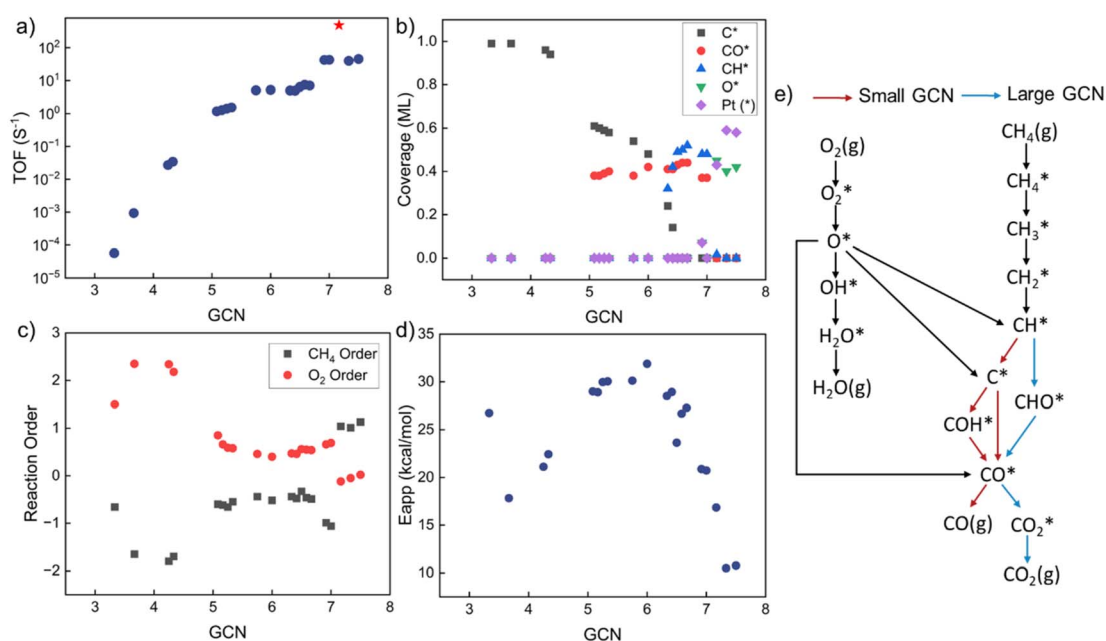 a)
TOF (S⁻¹)
10²
10¹
10⁰
10⁻¹
10⁻²
10⁻³
10⁻⁴
10⁻⁵
3 4 5 6 7 8
GCN
b)
Coverage (ML)
1.0
0.8
0.6
0.4
0.2
0.0
C*
CO*
CH*
O*
Pt (*)
3 4 5 6 7 8
GCN
c)
Reaction Order
3
2
1
0
−1
−2
CH₄ Order
O₂ Order
3 4 5 6 7 8
GCN
d)
Eapp (kcal/mol)
35
30
25
20
15
10
3 4 5 6 7 8
GCN
e)
Small GCN Large GCN
O₂(g)
O₂*
O*
OH*
H₂O*
H₂O(g)
CH₄(g)
CH₄*
CH₃*
CH₂*
CH*
C*
CHO*
COH*
CO*
CO(g)
CO₂*
CO₂(g)